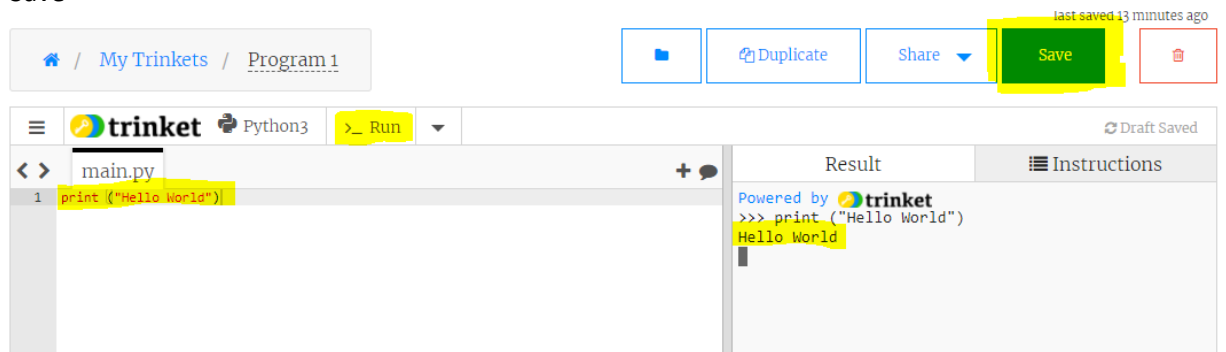 last saved 13 minutes ago
/ My Trinkets / Program 1
Duplicate
Share
Save
trinket Python3 >_ Run
Draft Saved
< > main.py
Result
Instructions
1 print ("Hello World")
Powered by trinket
>>> print ("Hello World")
Hello World